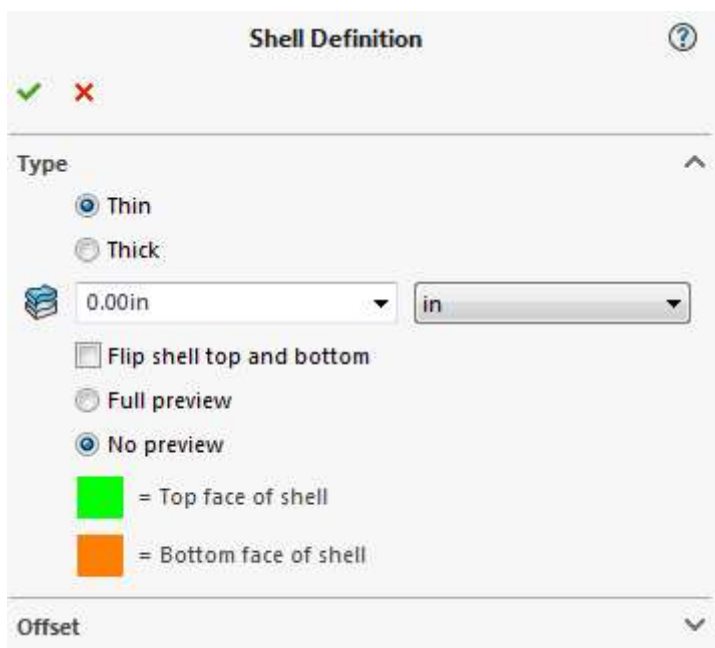 Shell Definition
Type
Thin
Thick
0.00in in
Flip shell top and bottom
Full preview
No preview
= Top face of shell
= Bottom face of shell
Offset